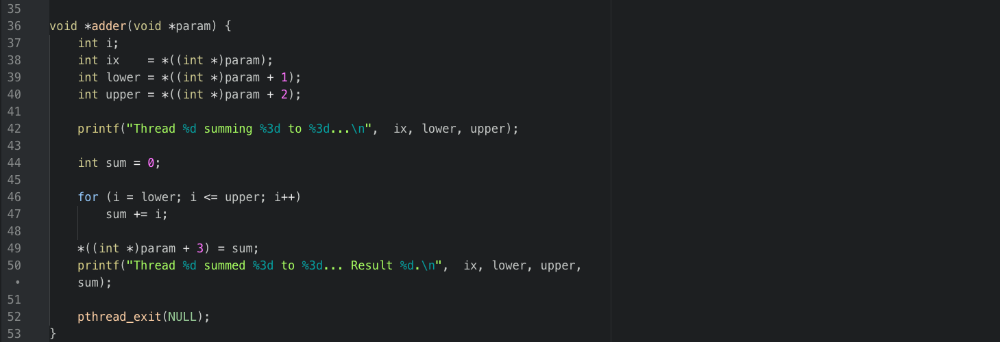 35
36 void *adder(void *param) {
37     int i;
38     int ix    = *((int *)param);
39     int lower = *((int *)param + 1);
40     int upper = *((int *)param + 2);
41
42     printf("Thread %d summing %3d to %3d...\n",  ix, lower, upper);
43
44     int sum = 0;
45
46     for (i = lower; i <= upper; i++)
47         sum += i;
48
49     *((int *)param + 3) = sum;
50     printf("Thread %d summed %3d to %3d... Result %d.\n",  ix, lower, upper,
•     sum);
51
52     pthread_exit(NULL);
53 }